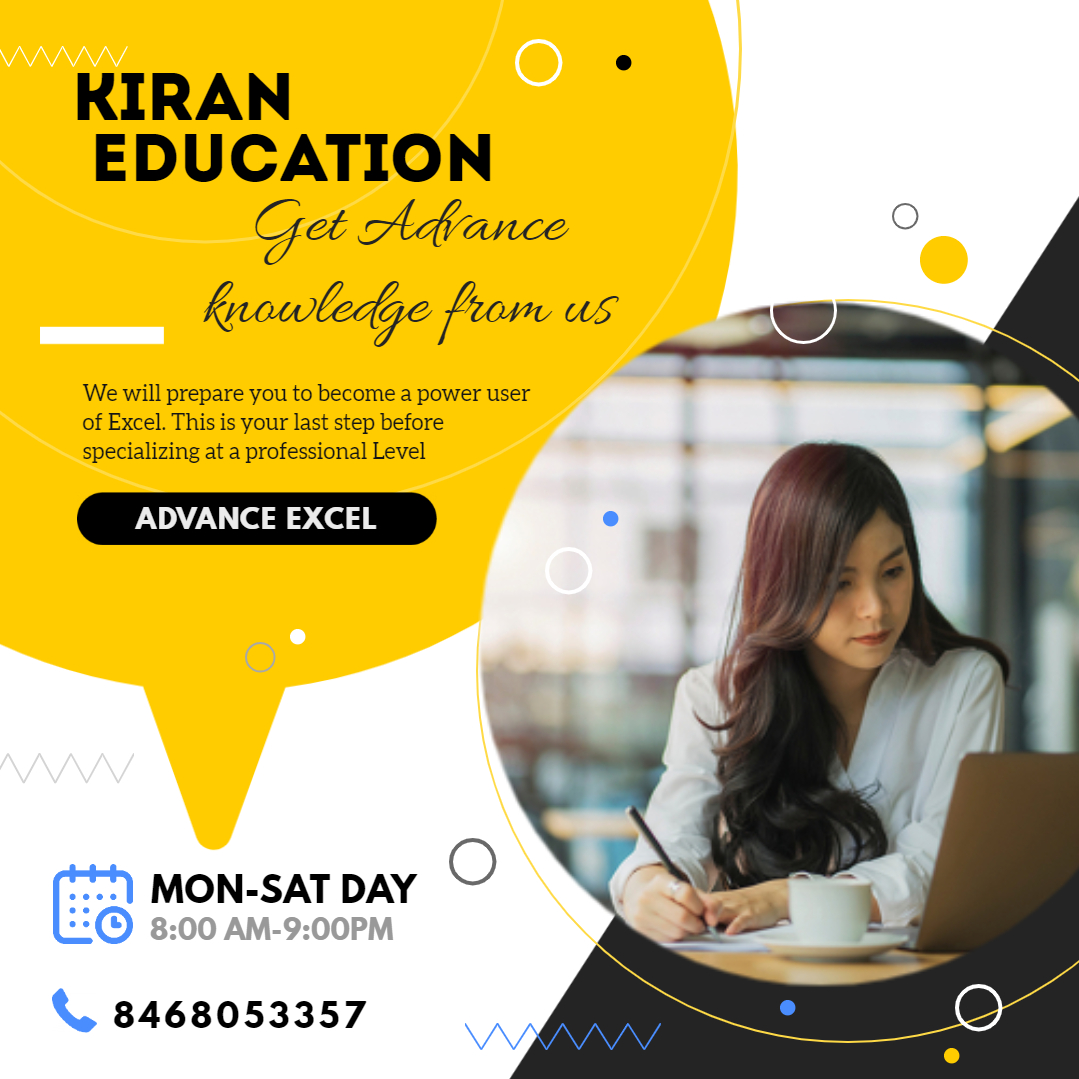 KIRAN
EDUCATION
Get Advance
knowledge from us
We will prepare you to become a power user
of Excel. This is your last step before
specializing at a professional Level
ADVANCE EXCEL
MON-SAT DAY
8:00 AM-9:00PM
8468053357